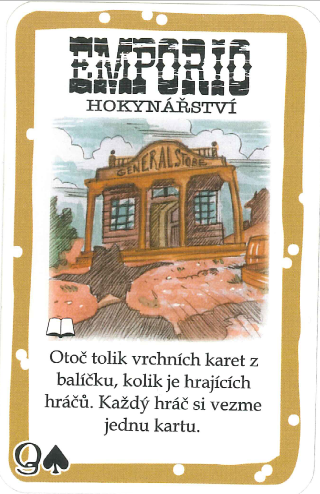 EMPORIO
HOKYNÁŘSTVÍ
GENERAL STORE
Otoč tolik vrchních karet z
balíčku, kolik je hrajících
hráčů. Každý hráč si vezme
jednu kartu.
Q♠